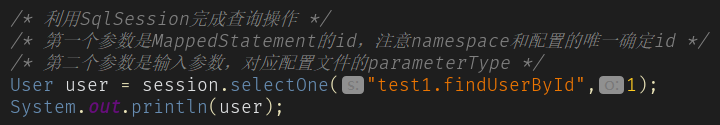 /* 利用SqlSession完成查询操作 */
/* 第一个参数是MappedStatement的id，注意namespace和配置的唯一确定id */
/* 第二个参数是输入参数，对应配置文件的parameterType */
User user = session.selectOne( s: "test1.findUserById", o: 1);
System.out.println(user);